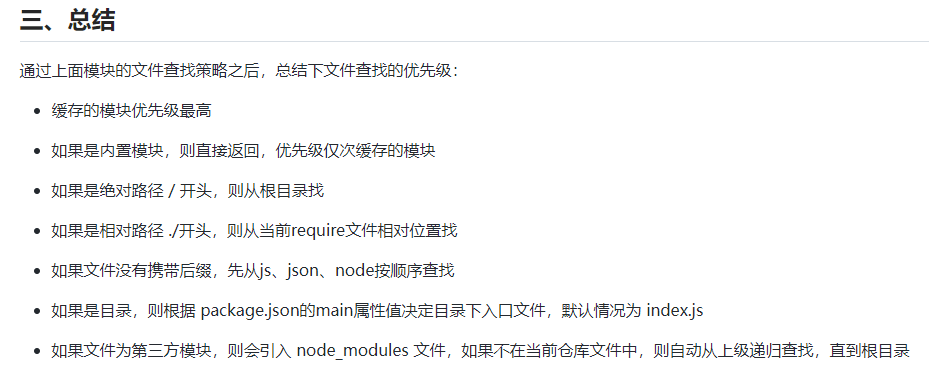 三、总结
通过上面模块的文件查找策略之后，总结下文件查找的优先级：
缓存的模块优先级最高
如果是内置模块，则直接返回，优先级仅次缓存的模块
如果是绝对路径 / 开头，则从根目录找
如果是相对路径 ./开头，则从当前require文件相对位置找
如果文件没有携带后缀，先从js、json、node按顺序查找
如果是目录，则根据 package.json的main属性值决定目录下入口文件，默认情况为 index.js
如果文件为第三方模块，则会引入 node_modules 文件，如果不在当前仓库文件中，则自动从上级递归查找，直到根目录